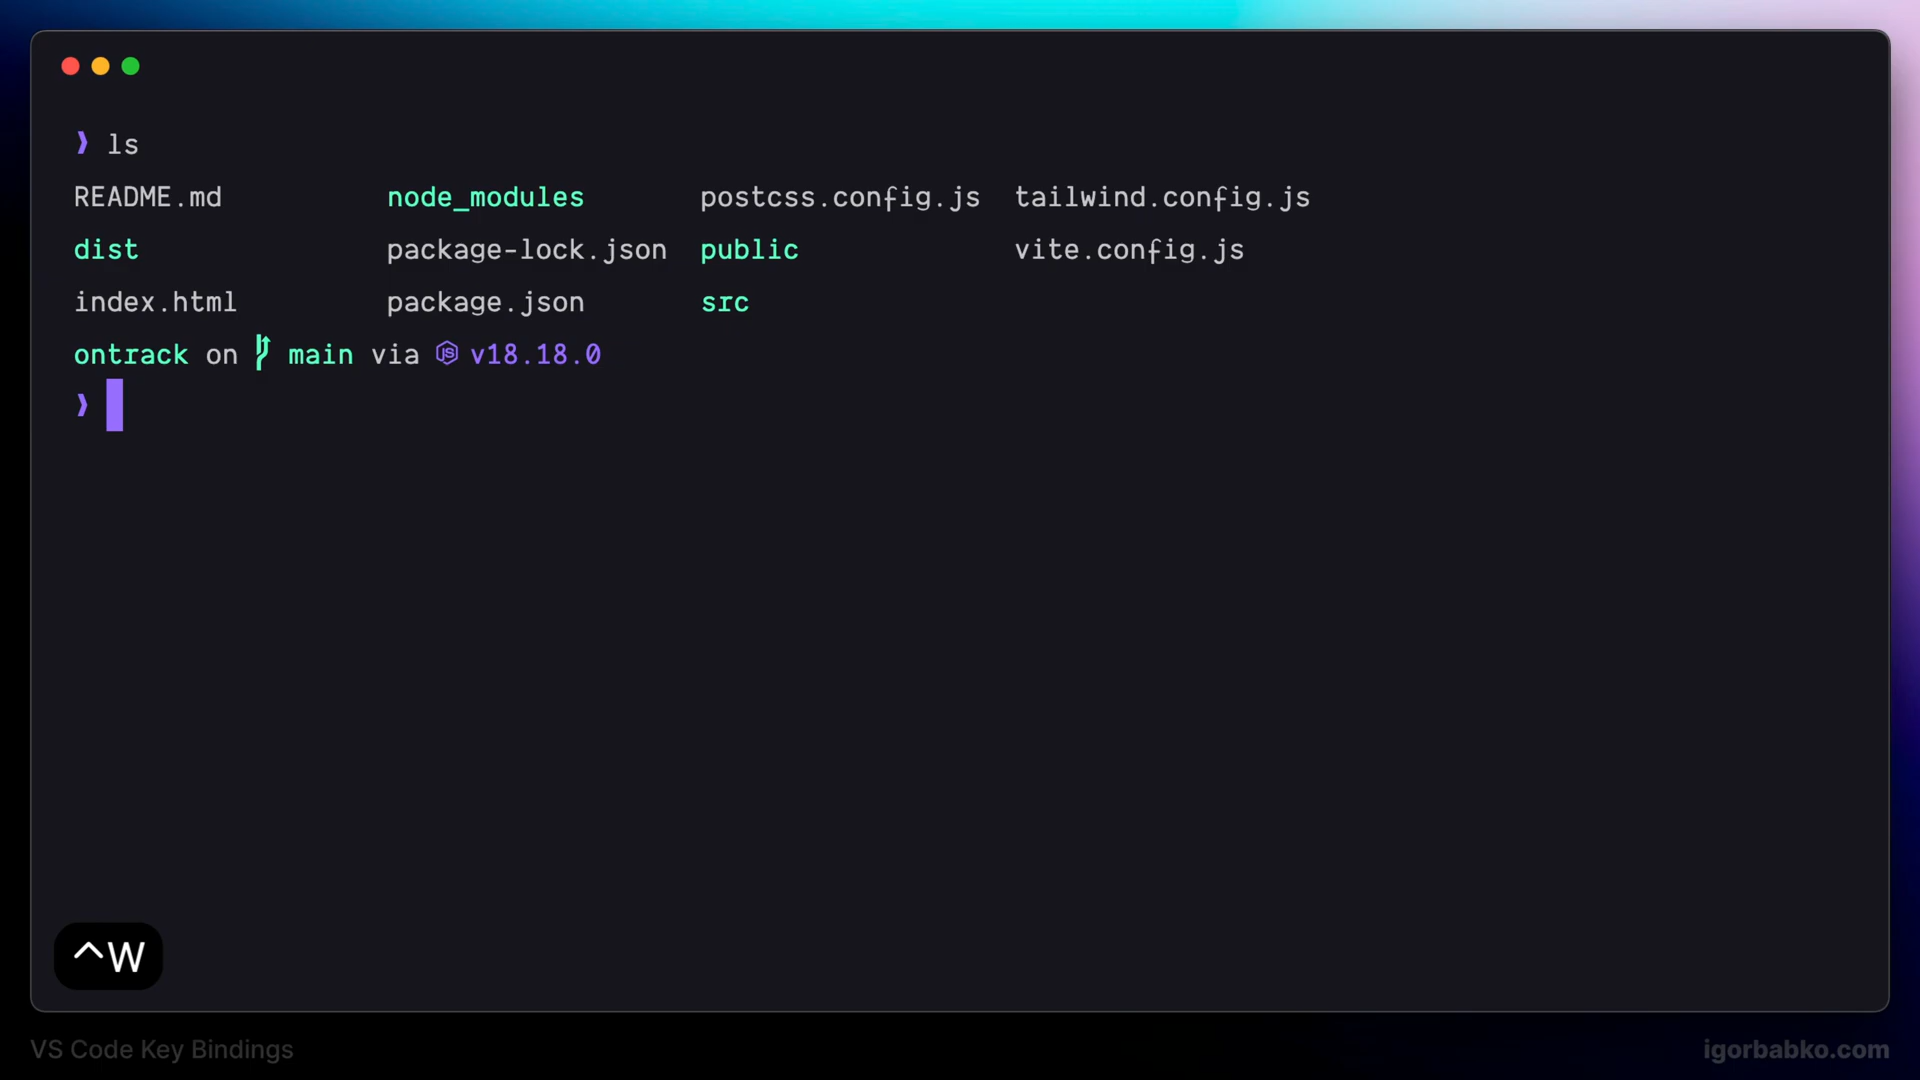 ❱ ls
README.md node_modules postcss.config.js tailwind.config.js
dist package-lock.json public vite.config.js
index.html package.json src
ontrack on main via JS v18.18.0
❱
^W
VS Code Key Bindings
igorbabko.com